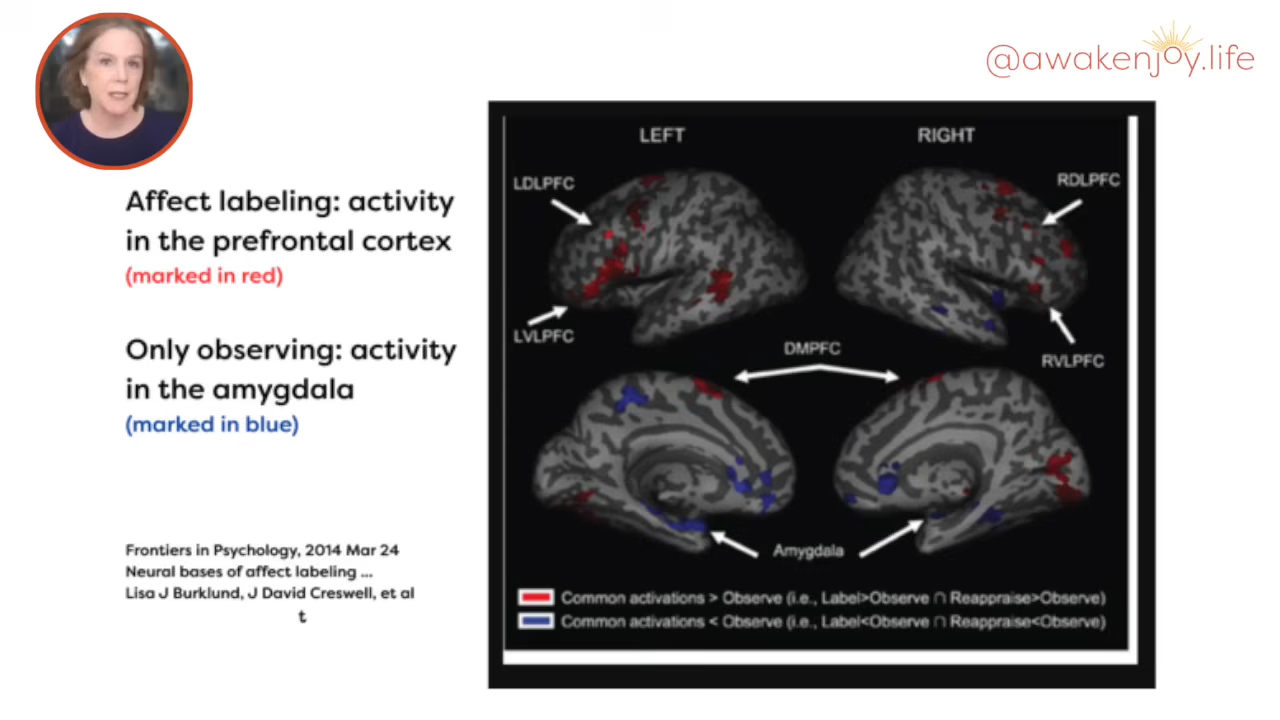 @awakenjoy.life
Affect labeling: activity
in the prefrontal cortex
(marked in red)
Only observing: activity
in the amygdala
(marked in blue)
Frontiers in Psychology, 2014 Mar 24
Neural bases of affect labeling ...
Lisa J Burklund, J David Creswell, et al
t
LEFT
RIGHT
LDLPFC
RDLPFC
LVLPFC
DMPFC
RVLPFC
Amygdala
Common activations > Observe (i.e., Label>Observe ∩ Reappraise>Observe)
Common activations < Observe (i.e., Label<Observe ∩ Reappraise<Observe)